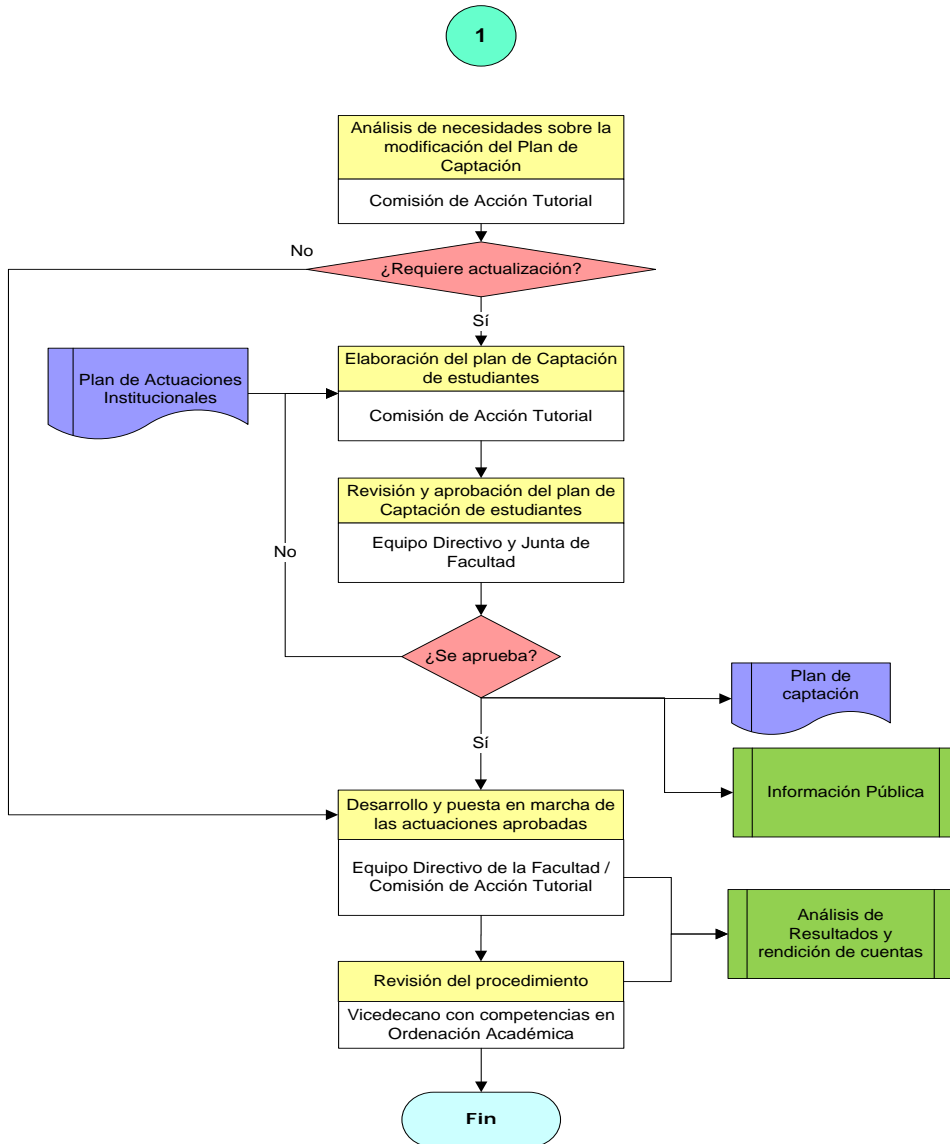 1
Análisis de necesidades sobre la
modificación del Plan de
Captación
Comisión de Acción Tutorial
No
¿Requiere actualización?
Sí
Plan de Actuaciones
Institucionales
Elaboración del plan de Captación
de estudiantes
Comisión de Acción Tutorial
Revisión y aprobación del plan de
Captación de estudiantes
Equipo Directivo y Junta de
Facultad
No
¿Se aprueba?
Plan de
captación
Sí
Información Pública
Desarrollo y puesta en marcha de
las actuaciones aprobadas
Equipo Directivo de la Facultad /
Comisión de Acción Tutorial
Análisis de
Resultados y
rendición de cuentas
Revisión del procedimiento
Vicedecano con competencias en
Ordenación Académica
Fin